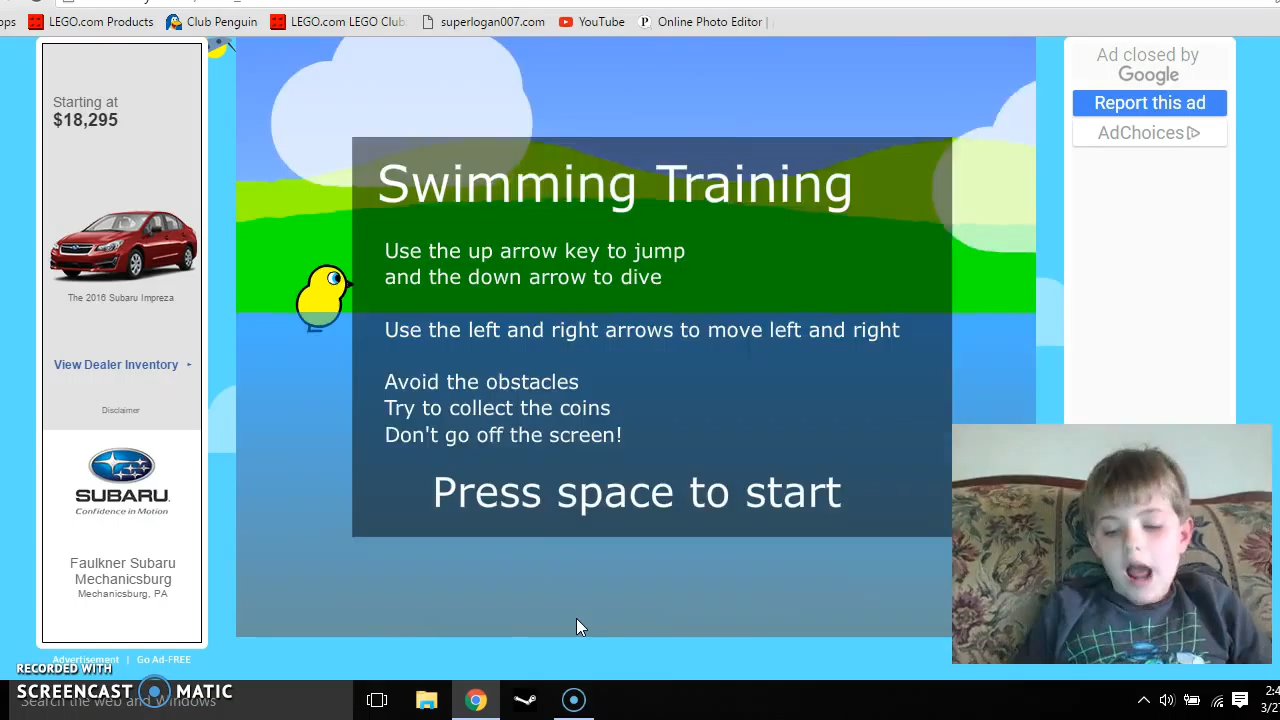 LEGO.com Products
Club Penguin
LEGO.com LEGO Club
superlogan007.com
YouTube
Online Photo Editor
Starting at
$18,295
The 2016 Subaru Impreza
View Dealer Inventory
Disclaimer
SUBARU
Confidence in Motion
Faulkner Subaru
Mechanicsburg
Mechanicsburg, PA
Advertisement | Go Ad-FREE
Swimming Training
Use the up arrow key to jump
and the down arrow to dive
Use the left and right arrows to move left and right
Avoid the obstacles
Try to collect the coins
Don't go off the screen!
Press space to start
Ad closed by
Google
Report this ad
AdChoices
RECORDED WITH
SCREENCAST MATIC
Search the web and Windows